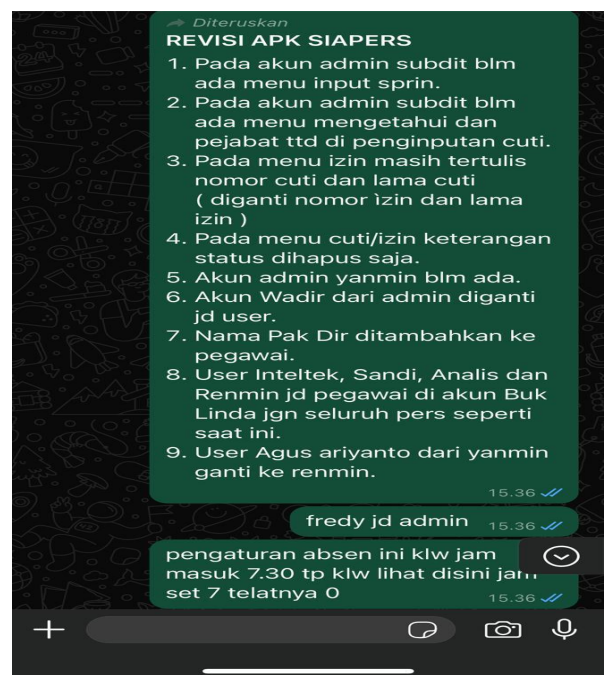 Diteruskan
REVISI APK SIAPERS
1. Pada akun admin subdit blm
ada menu input sprin.
2. Pada akun admin subdit blm
ada menu mengetahui dan
pejabat ttd di penginputan cuti.
3. Pada menu izin masih tertulis
nomor cuti dan lama cuti
( diganti nomor ìzin dan lama
izin )
4. Pada menu cuti/izin keterangan
status dihapus saja.
5. Akun admin yanmin blm ada.
6. Akun Wadir dari admin diganti
jd user.
7. Nama Pak Dir ditambahkan ke
pegawai.
8. User Inteltek, Sandi, Analis dan
Renmin jd pegawai di akun Buk
Linda jgn seluruh pers seperti
saat ini.
9. User Agus ariyanto dari yanmin
ganti ke renmin.
15.36
fredy jd admin 15.36
pengaturan absen ini klw jam
masuk 7.30 tp klw lihat disini jam
set 7 telatnya 0
15.36